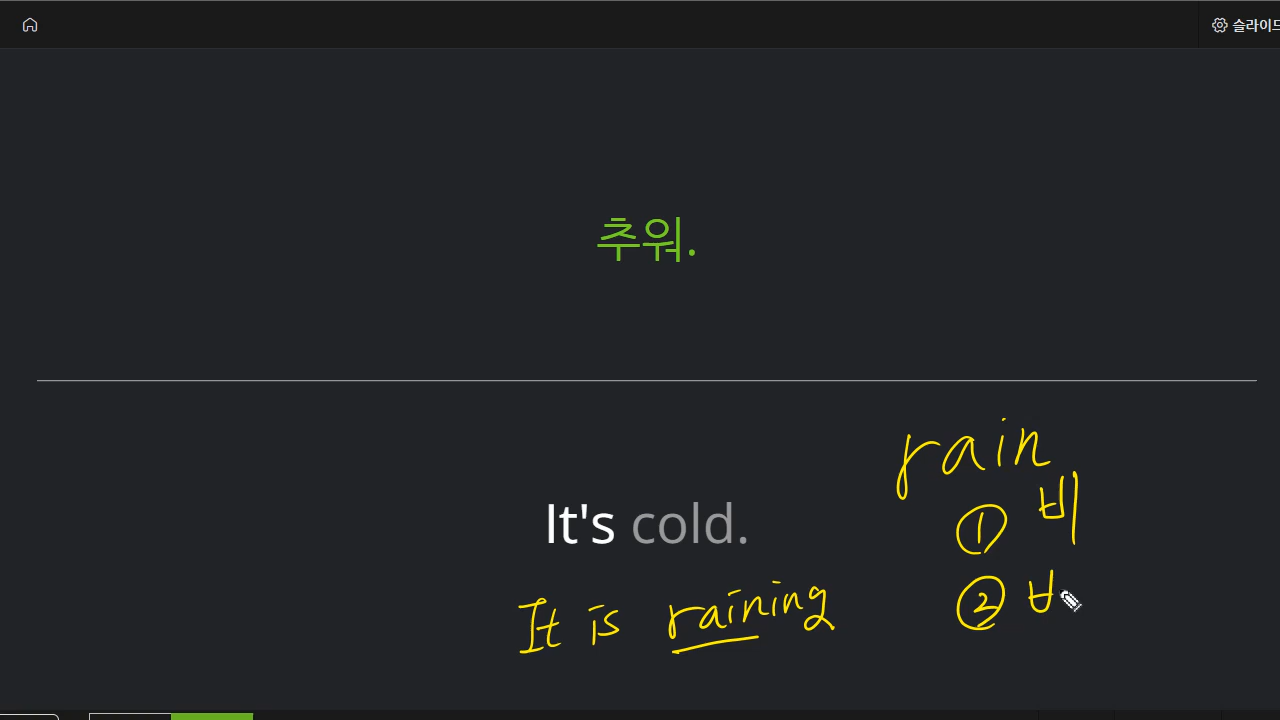 슬라이드
추워.
rain
① 비
It's cold.
② ㅂ
It is raining